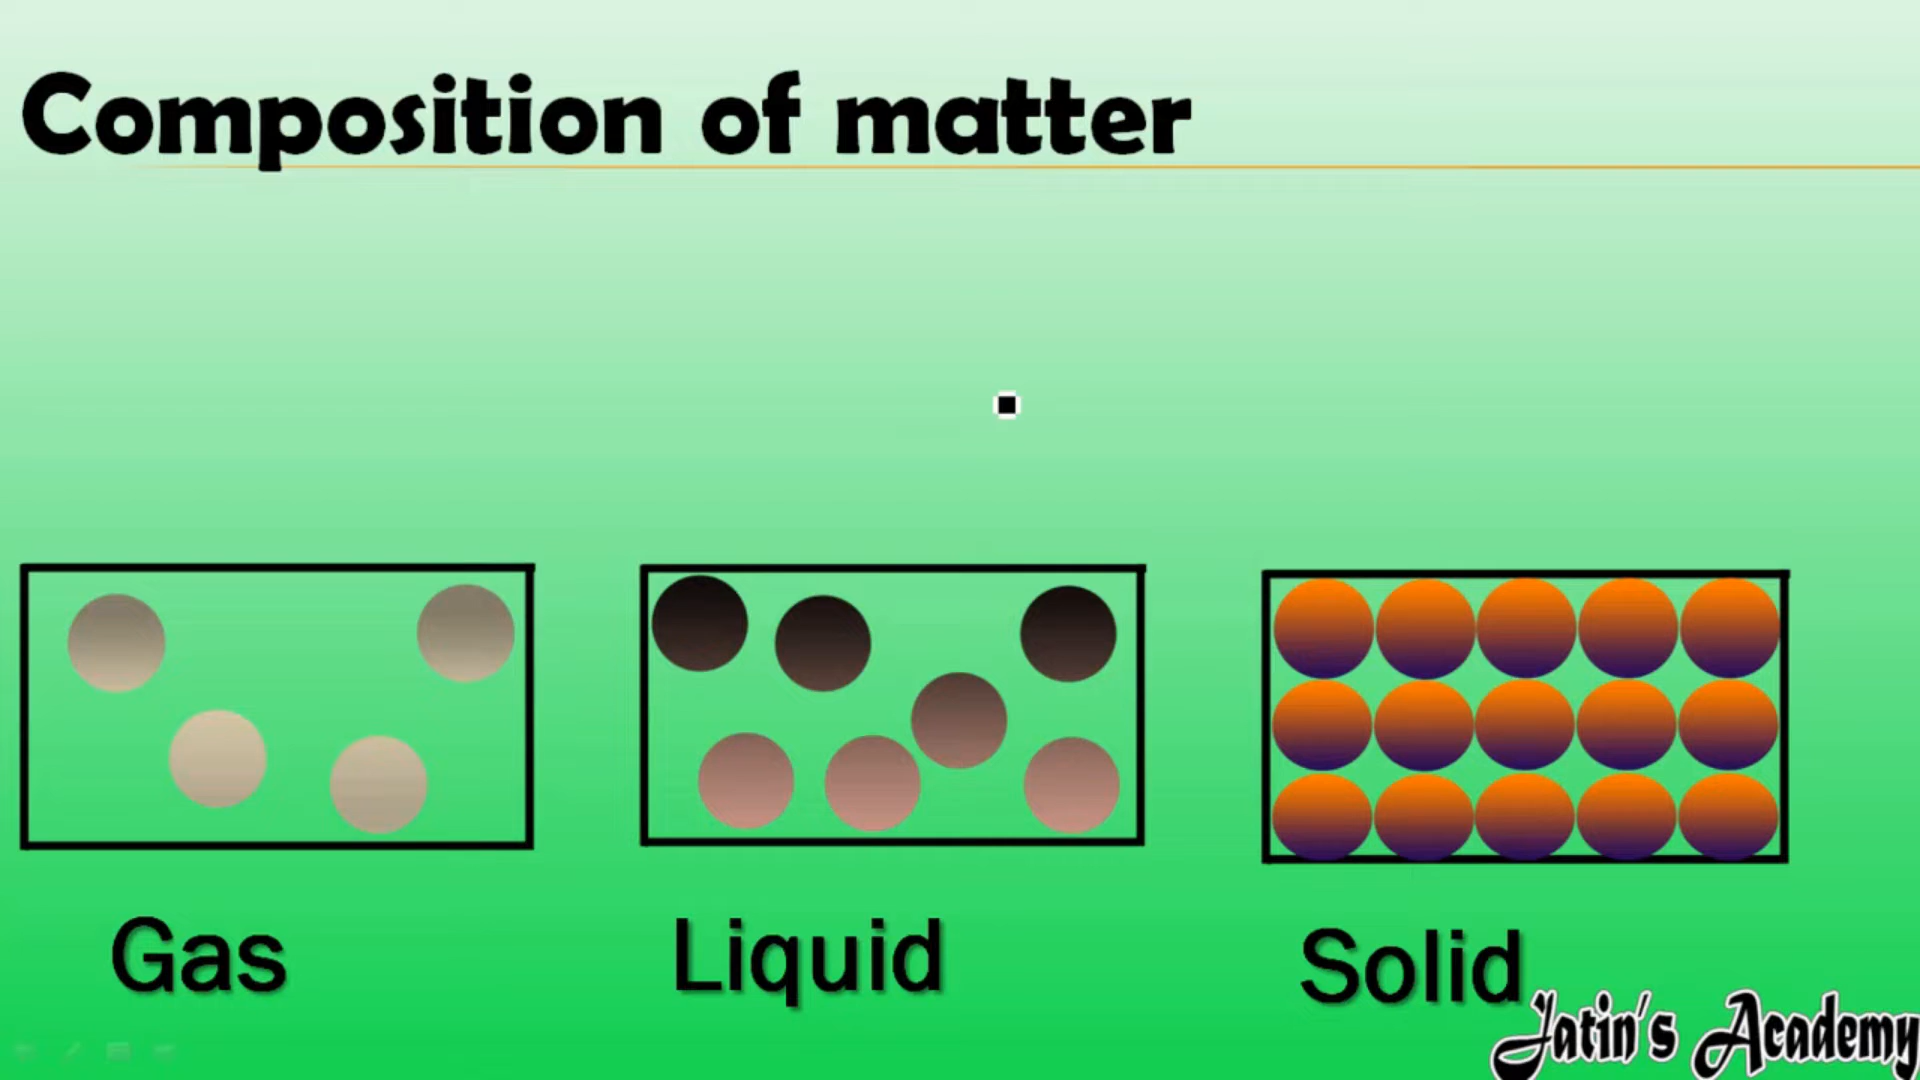 Composition of matter
Gas
Liquid
Solid
Jatin's Academy